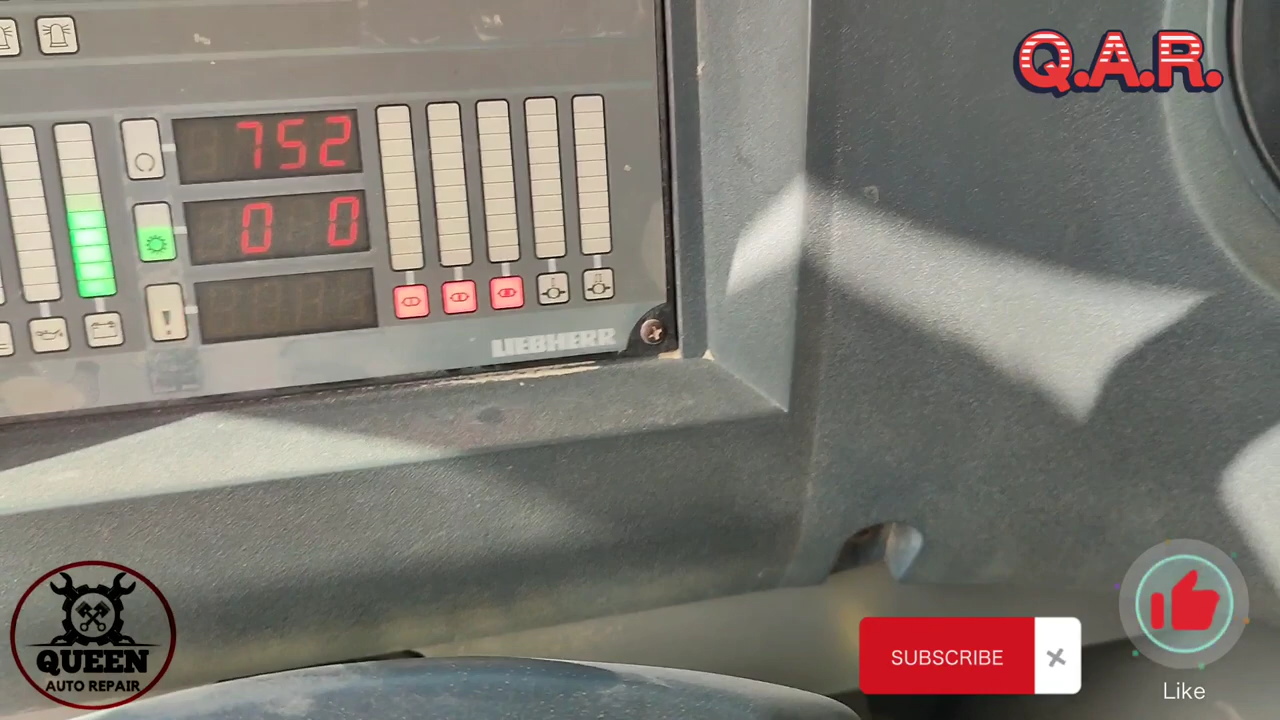 Q.A.R.
752
0 0
LIEBHERR
QUEEN
AUTO REPAIR
SUBSCRIBE
Like